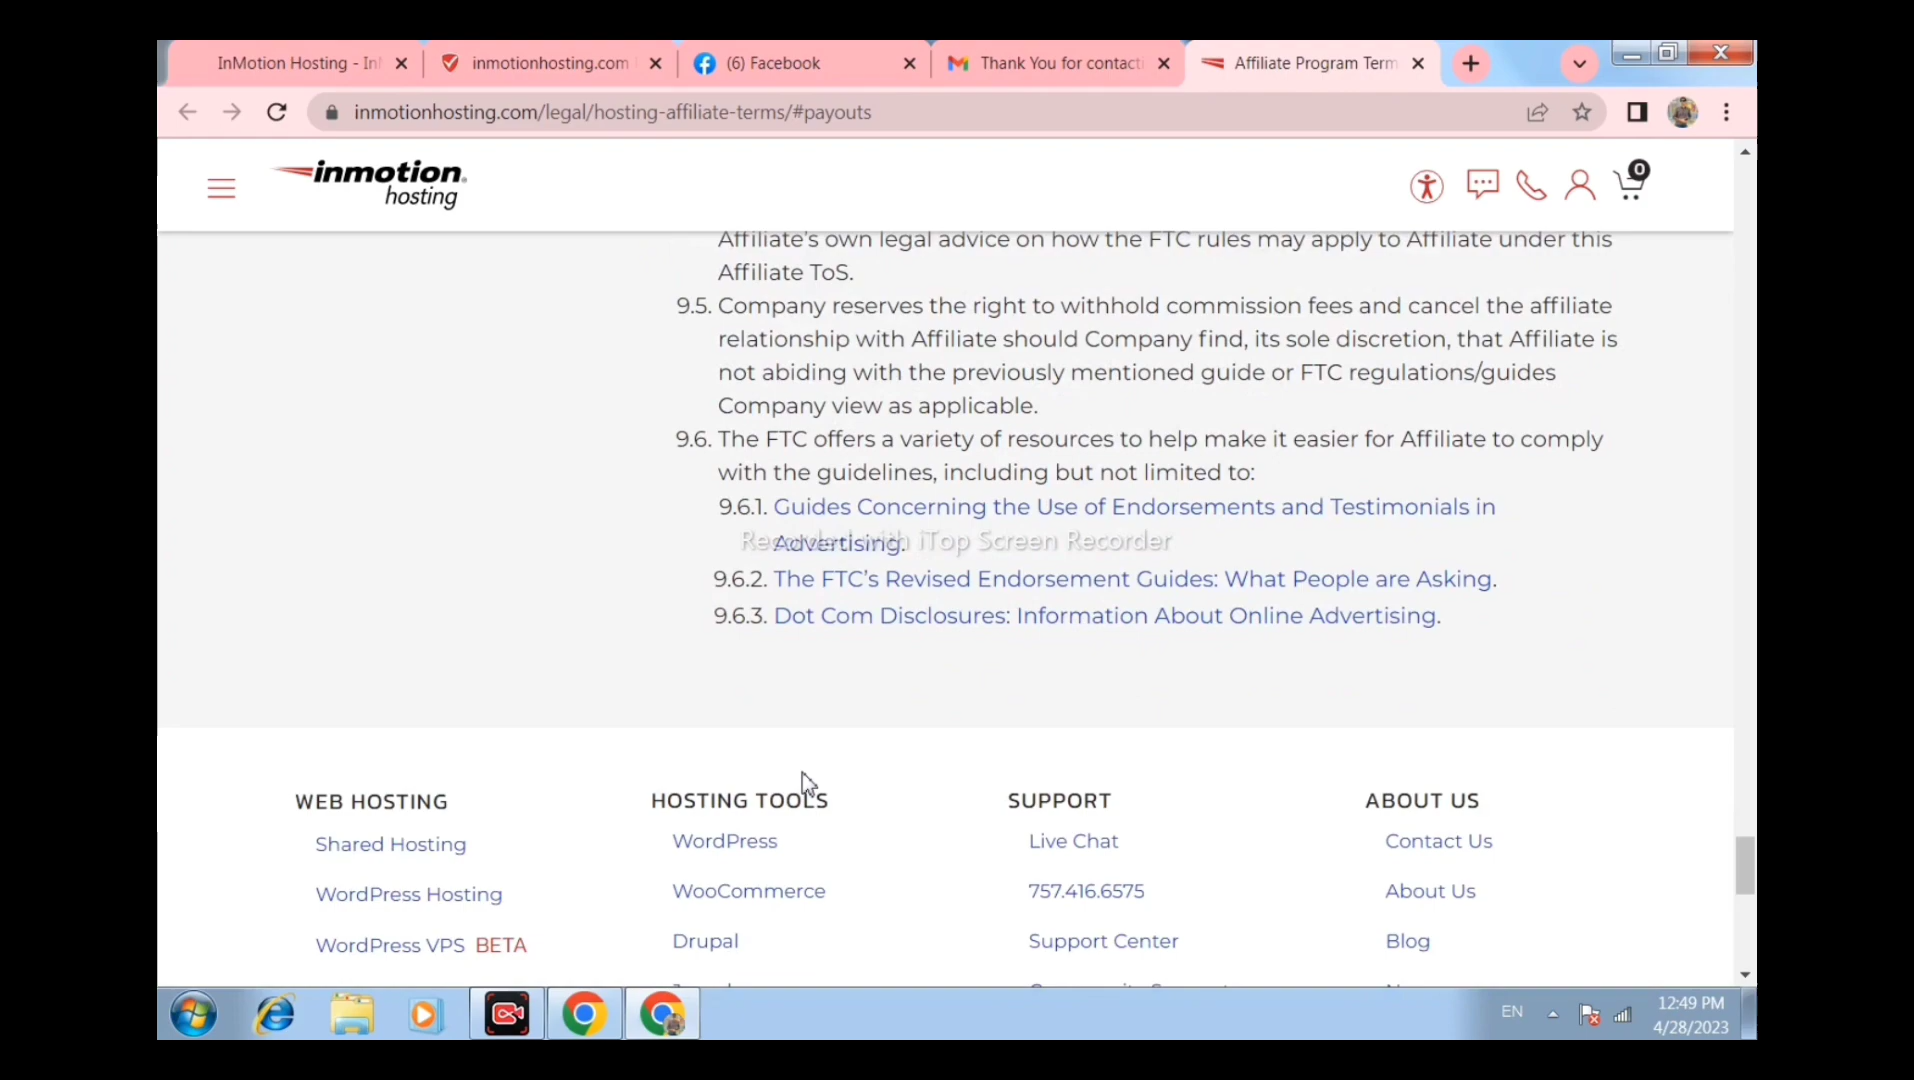 InMotion Hosting - In
inmotionhosting.com
(6) Facebook
Thank You for contact
Affiliate Program Term
inmotionhosting.com/legal/hosting-affiliate-terms/#payouts
inmotion
hosting
0
Affiliate's own legal advice on how the FTC rules may apply to Affiliate under this
Affiliate ToS.
9.5. Company reserves the right to withhold commission fees and cancel the affiliate
relationship with Affiliate should Company find, its sole discretion, that Affiliate is
not abiding with the previously mentioned guide or FTC regulations/guides
Company view as applicable.
9.6. The FTC offers a variety of resources to help make it easier for Affiliate to comply
with the guidelines, including but not limited to:
9.6.1. Guides Concerning the Use of Endorsements and Testimonials in
Advertising.
Recorded with iTop Screen Recorder
9.6.2. The FTC's Revised Endorsement Guides: What People are Asking.
9.6.3. Dot Com Disclosures: Information About Online Advertising.
WEB HOSTING
Shared Hosting
WordPress Hosting
WordPress VPS BETA
HOSTING TOOLS
WordPress
WooCommerce
Drupal
SUPPORT
Live Chat
757.416.6575
Support Center
ABOUT US
Contact Us
About Us
Blog
EN
12:49 PM
4/28/2023